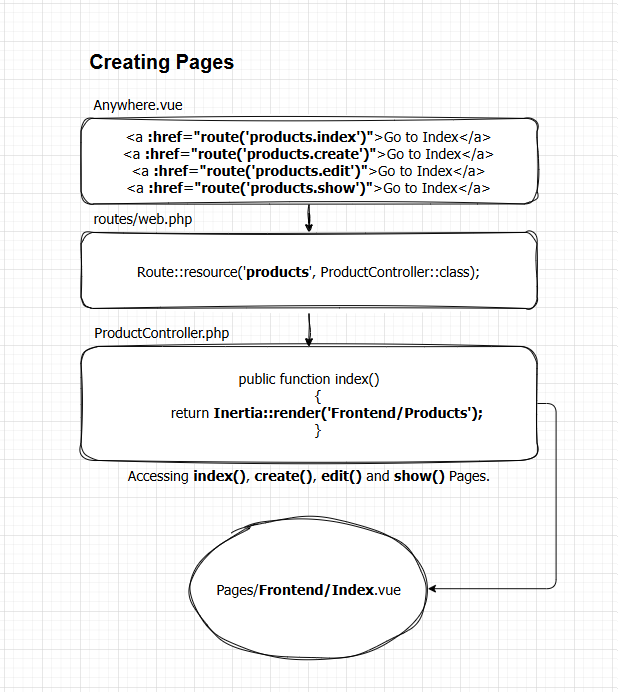 Creating Pages
Anywhere.vue
<a :href="route('products.index')">Go to Index</a>
<a :href="route('products.create')">Go to Index</a>
<a :href="route('products.edit')">Go to Index</a>
<a :href="route('products.show')">Go to Index</a>
routes/web.php
Route::resource('products', ProductController::class);
ProductController.php
public function index()
{
return Inertia::render('Frontend/Products');
}
Accessing index(), create(), edit() and show() Pages.
Pages/Frontend/Index.vue